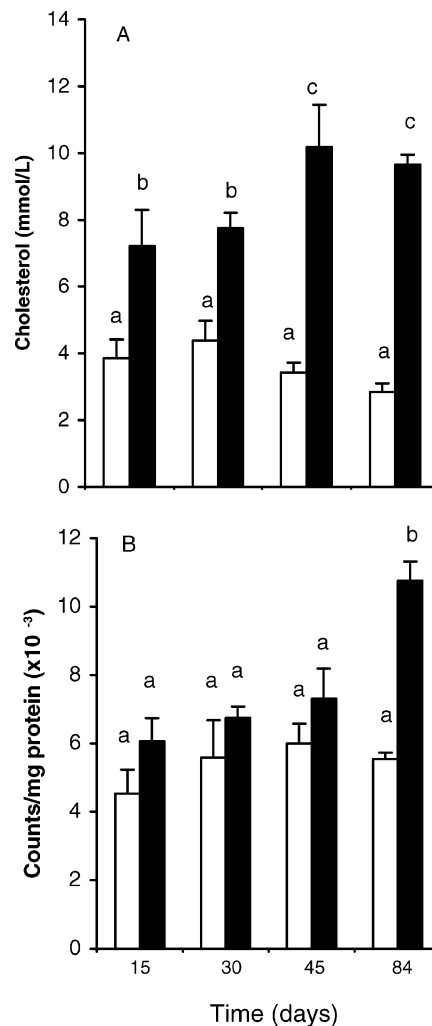 A
Cholesterol (mmol/L)
14
12
10
8
6
4
2
0
a
b
a
b
a
c
a
c
B
Counts/mg protein (x10 -3)
12
10
8
6
4
2
0
a
a
a
a
a
a
a
b
15 30 45 84
Time (days)